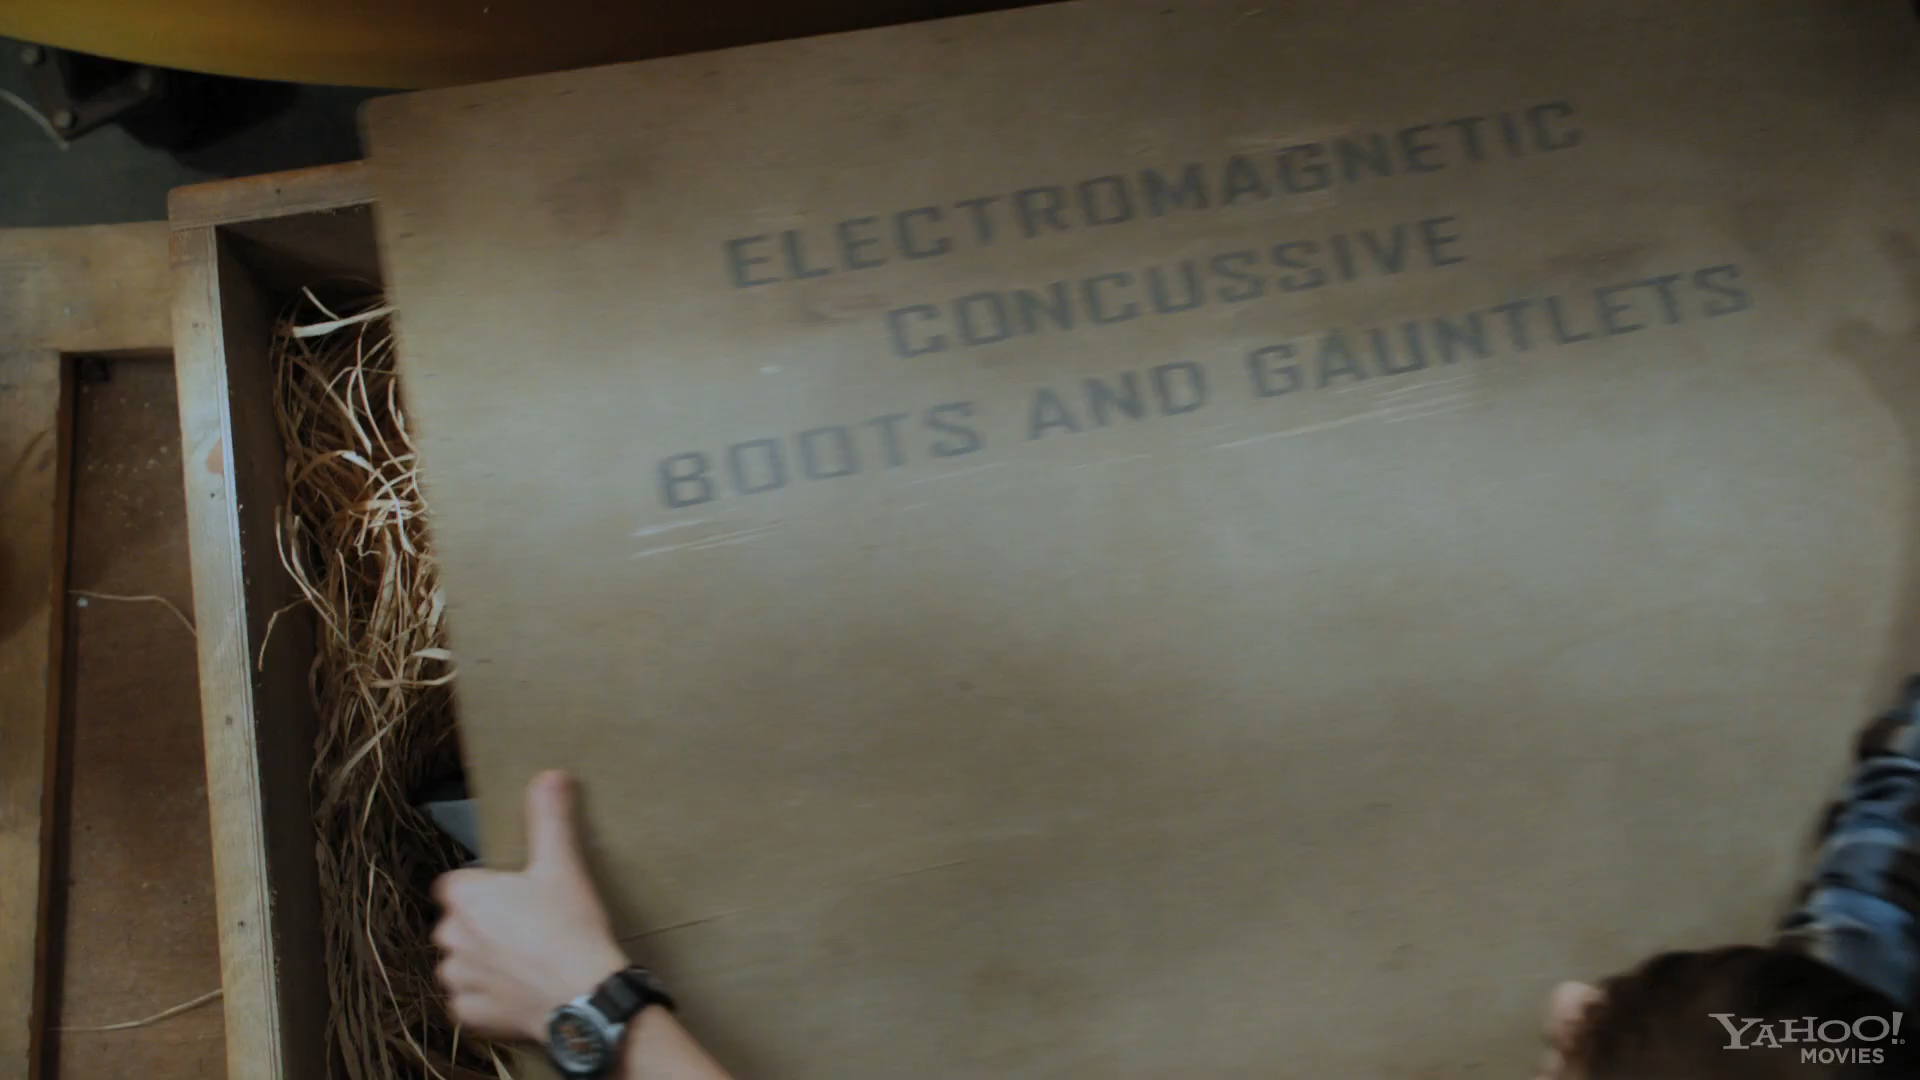 ELECTROMAGNETIC
CONCUSSIVE
BOOTS AND GAUNTLETS
YAHOO!
MOVIES